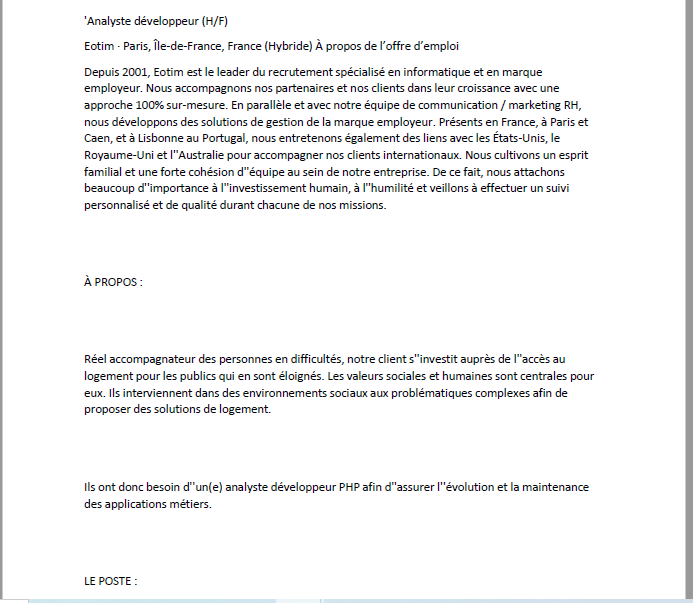 'Analyste développeur (H/F)
Eotim · Paris, Île-de-France, France (Hybride) À propos de l’offre d’emploi
Depuis 2001, Eotim est le leader du recrutement spécialisé en informatique et en marque
employeur. Nous accompagnons nos partenaires et nos clients dans leur croissance avec une
approche 100% sur-mesure. En parallèle et avec notre équipe de communication / marketing RH,
nous développons des solutions de gestion de la marque employeur. Présents en France, à Paris et
Caen, et à Lisbonne au Portugal, nous entretenons également des liens avec les États-Unis, le
Royaume-Uni et l''Australie pour accompagner nos clients internationaux. Nous cultivons un esprit
familial et une forte cohésion d''équipe au sein de notre entreprise. De ce fait, nous attachons
beaucoup d''importance à l''investissement humain, à l''humilité et veillons à effectuer un suivi
personnalisé et de qualité durant chacune de nos missions.
À PROPOS :
Réel accompagnateur des personnes en difficultés, notre client s''investit auprès de l''accès au
logement pour les publics qui en sont éloignés. Les valeurs sociales et humaines sont centrales pour
eux. Ils interviennent dans des environnements sociaux aux problématiques complexes afin de
proposer des solutions de logement.
Ils ont donc besoin d''un(e) analyste développeur PHP afin d''assurer l''évolution et la maintenance
des applications métiers.
LE POSTE :